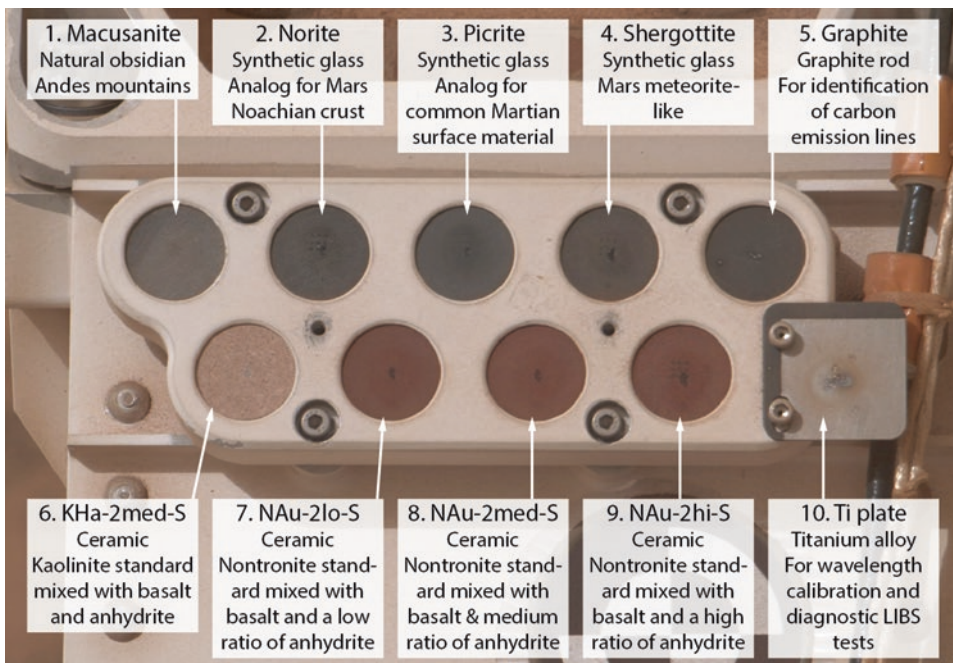 1. Macusanite
Natural obsidian
Andes mountains
2. Norite
Synthetic glass
Analog for Mars
Noachian crust
3. Picrite
Synthetic glass
Analog for
common Martian
surface material
4. Shergottite
Synthetic glass
Mars meteorite-
like
5. Graphite
Graphite rod
For identification
of carbon
emission lines
6. KHa-2med-S
Ceramic
Kaolinite standard
mixed with basalt
and anhydrite
7. NAu-2lo-S
Ceramic
Nontronite stand-
ard mixed with
basalt and a low
ratio of anhydrite
8. NAu-2med-S
Ceramic
Nontronite stand-
ard mixed with
basalt & medium
ratio of anhydrite
9. NAu-2hi-S
Ceramic
Nontronite stand-
ard mixed with
basalt and a high
ratio of anhydrite
10. Ti plate
Titanium alloy
For wavelength
calibration and
diagnostic LIBS
tests